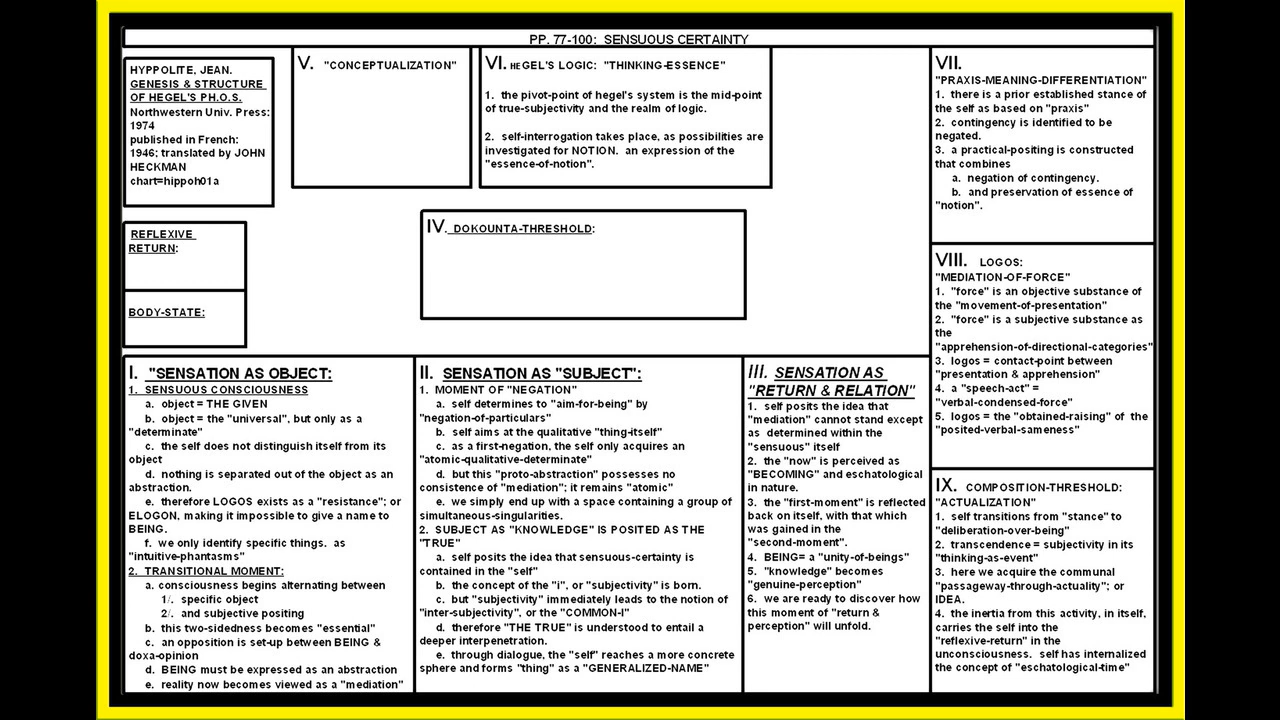 PP. 77-100:  SENSUOUS CERTAINTY
HYPPOLITE, JEAN.
GENESIS & STRUCTURE
OF HEGEL'S PH.O.S.
Northwestern Univ. Press:
1974
published in French:
1946; translated by JOHN
HECKMAN
chart=hippoh01a
REFLEXIVE
RETURN:
BODY-STATE:
V.  "CONCEPTUALIZATION"
VI. HEGEL'S LOGIC:  "THINKING-ESSENCE"
1.  the pivot-point of hegel's system is the mid-point
of true-subjectivity and the realm of logic.
2.  self-interrogation takes place, as possibilities are
investigated for NOTION.  an expression of the
"essence-of-notion".
IV.  DOKOUNTA-THRESHOLD:
I.  "SENSATION AS OBJECT:
1.  SENSUOUS CONSCIOUSNESS
a.  object = THE GIVEN
b.  object = the "universal", but only as a
"determinate"
c.  the self does not distinguish itself from its
object
d.  nothing is separated out of the object as an
abstraction.
e.  therefore LOGOS exists as a "resistance"; or
ELOGON, making it impossible to give a name to
BEING.
f.  we only identify specific things.  as
"intuitive-phantasms"
2.  TRANSITIONAL MOMENT:
a. consciousness begins alternating between
1/.  specific object
2/.  and subjective positing
b.  this two-sidedness becomes "essential"
c.  an opposition is set-up between BEING &
doxa-opinion
d.  BEING must be expressed as an abstraction
e.  reality now becomes viewed as a "mediation"
II.  SENSATION AS "SUBJECT":
1.  MOMENT OF "NEGATION"
a.  self determines to "aim-for-being" by
"negation-of-particulars"
b.  self aims at the qualitative "thing-itself"
c.  as a first-negation, the self only acquires an
"atomic-qualitative-determinate"
d.  but this "proto-abstraction" possesses no
consistence of "mediation"; it remains "atomic"
e.  we simply end up with a space containing a group of
simultaneous-singularities.
2.  SUBJECT AS "KNOWLEDGE" IS POSITED AS THE
"TRUE"
a.  self posits the idea that sensuous-certainty is
contained in the "self"
b.  the concept of the "i", or "subjectivity" is born.
c.  but "subjectivity" immediately leads to the notion of
"inter-subjectivity", or the "COMMON-I"
d.  therefore "THE TRUE" is understood to entail a
deeper interpenetration.
e.  through dialogue, the "self" reaches a more concrete
sphere and forms "thing" as a "GENERALIZED-NAME"
III.  SENSATION AS
"RETURN & RELATION"
1.  self posits the idea that
"mediation" cannot stand except
as  determined within the
"sensuous" itself
2.  the "now" is perceived as
"BECOMING" and eschatological
in nature.
3.  the "first-moment" is reflected
back on itself, with that which
was gained in the
"second-moment".
4.  BEING= a "unity-of-beings"
5.  "knowledge" becomes
"genuine-perception"
6.  we are ready to discover how
this moment of "return &
perception" will unfold.
VII.
"PRAXIS-MEANING-DIFFERENTIATION"
1.  there is a prior established stance of
the self as based on "praxis"
2.  contingency is identified to be
negated.
3.  a practical-positing is constructed
that combines
a.  negation of contingency.
b.  and preservation of essence of
"notion".
VIII.  LOGOS:
"MEDIATION-OF-FORCE"
1.  "force" is an objective substance of
the "movement-of-presentation"
2.  "force" is a subjective substance as
the
"apprehension-of-directional-categories"
3.  logos = contact-point between
"presentation & apprehension"
4.  a "speech-act" =
"verbal-condensed-force"
5.  logos = the "obtained-raising" of  the
"posited-verbal-sameness"
IX.  COMPOSITION-THRESHOLD:
"ACTUALIZATION"
1.  self transitions from "stance" to
"deliberation-over-being"
2.  transcendence = subjectivity in its
"thinking-as-event"
3.  here we acquire the communal
"passageway-through-actuality"; or
IDEA.
4.  the inertia from this activity, in itself,
carries the self into the
"reflexive-return" in the
unconsciousness.  self has internalized
the concept of "eschatological-time"